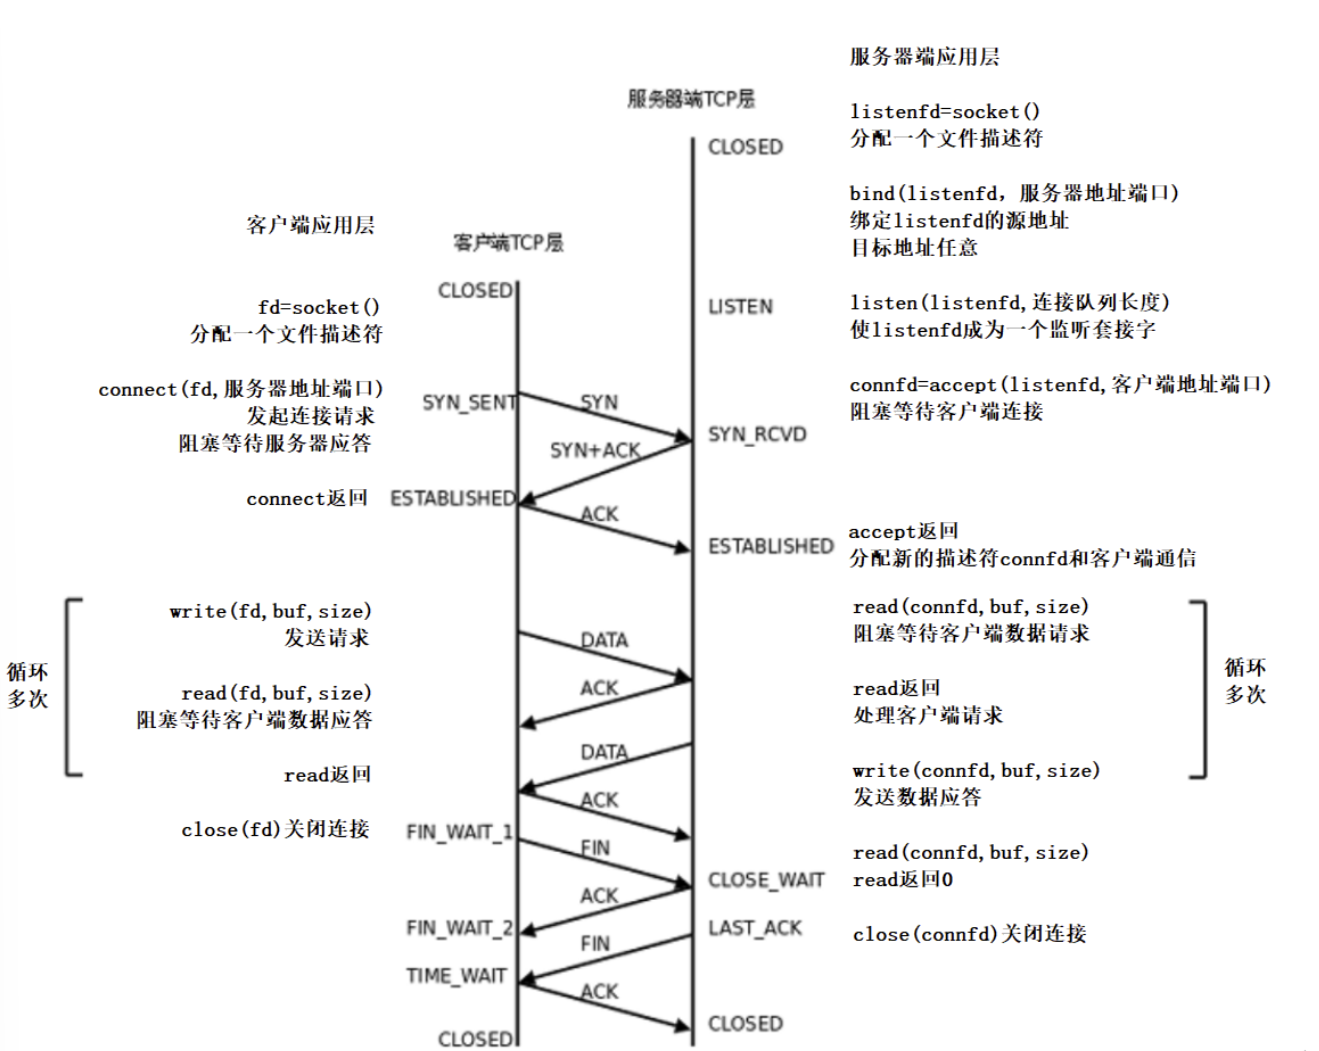 服务器端应用层
服务器端TCP层
listenfd=socket()
分配一个文件描述符
CLOSED
bind(listenfd, 服务器地址端口)
绑定listenfd的源地址
目标地址任意
客户端应用层
客户端TCP层
CLOSED
fd=socket()
分配一个文件描述符
LISTEN
listen(listenfd,连接队列长度)
使listenfd成为一个监听套接字
connect(fd,服务器地址端口)
发起连接请求
阻塞等待服务器应答
SYN_SENT
SYN
connfd=accept(listenfd,客户端地址端口)
阻塞等待客户端连接
SYN_RCVD
SYN+ACK
connect返回
ESTABLISHED
ACK
ESTABLISHED
accept返回
分配新的描述符connfd和客户端通信
write(fd,buf,size)
发送请求
DATA
read(connfd,buf,size)
阻塞等待客户端数据请求
循环
多次
循环
多次
read(fd,buf,size)
阻塞等待客户端数据应答
ACK
read返回
处理客户端请求
DATA
read返回
ACK
write(connfd,buf,size)
发送数据应答
close(fd)关闭连接
FIN_WAIT_1
FIN
CLOSE_WAIT
read(connfd,buf,size)
read返回0
ACK
FIN_WAIT_2
LAST_ACK
close(connfd)关闭连接
FIN
TIME_WAIT
ACK
CLOSED
CLOSED